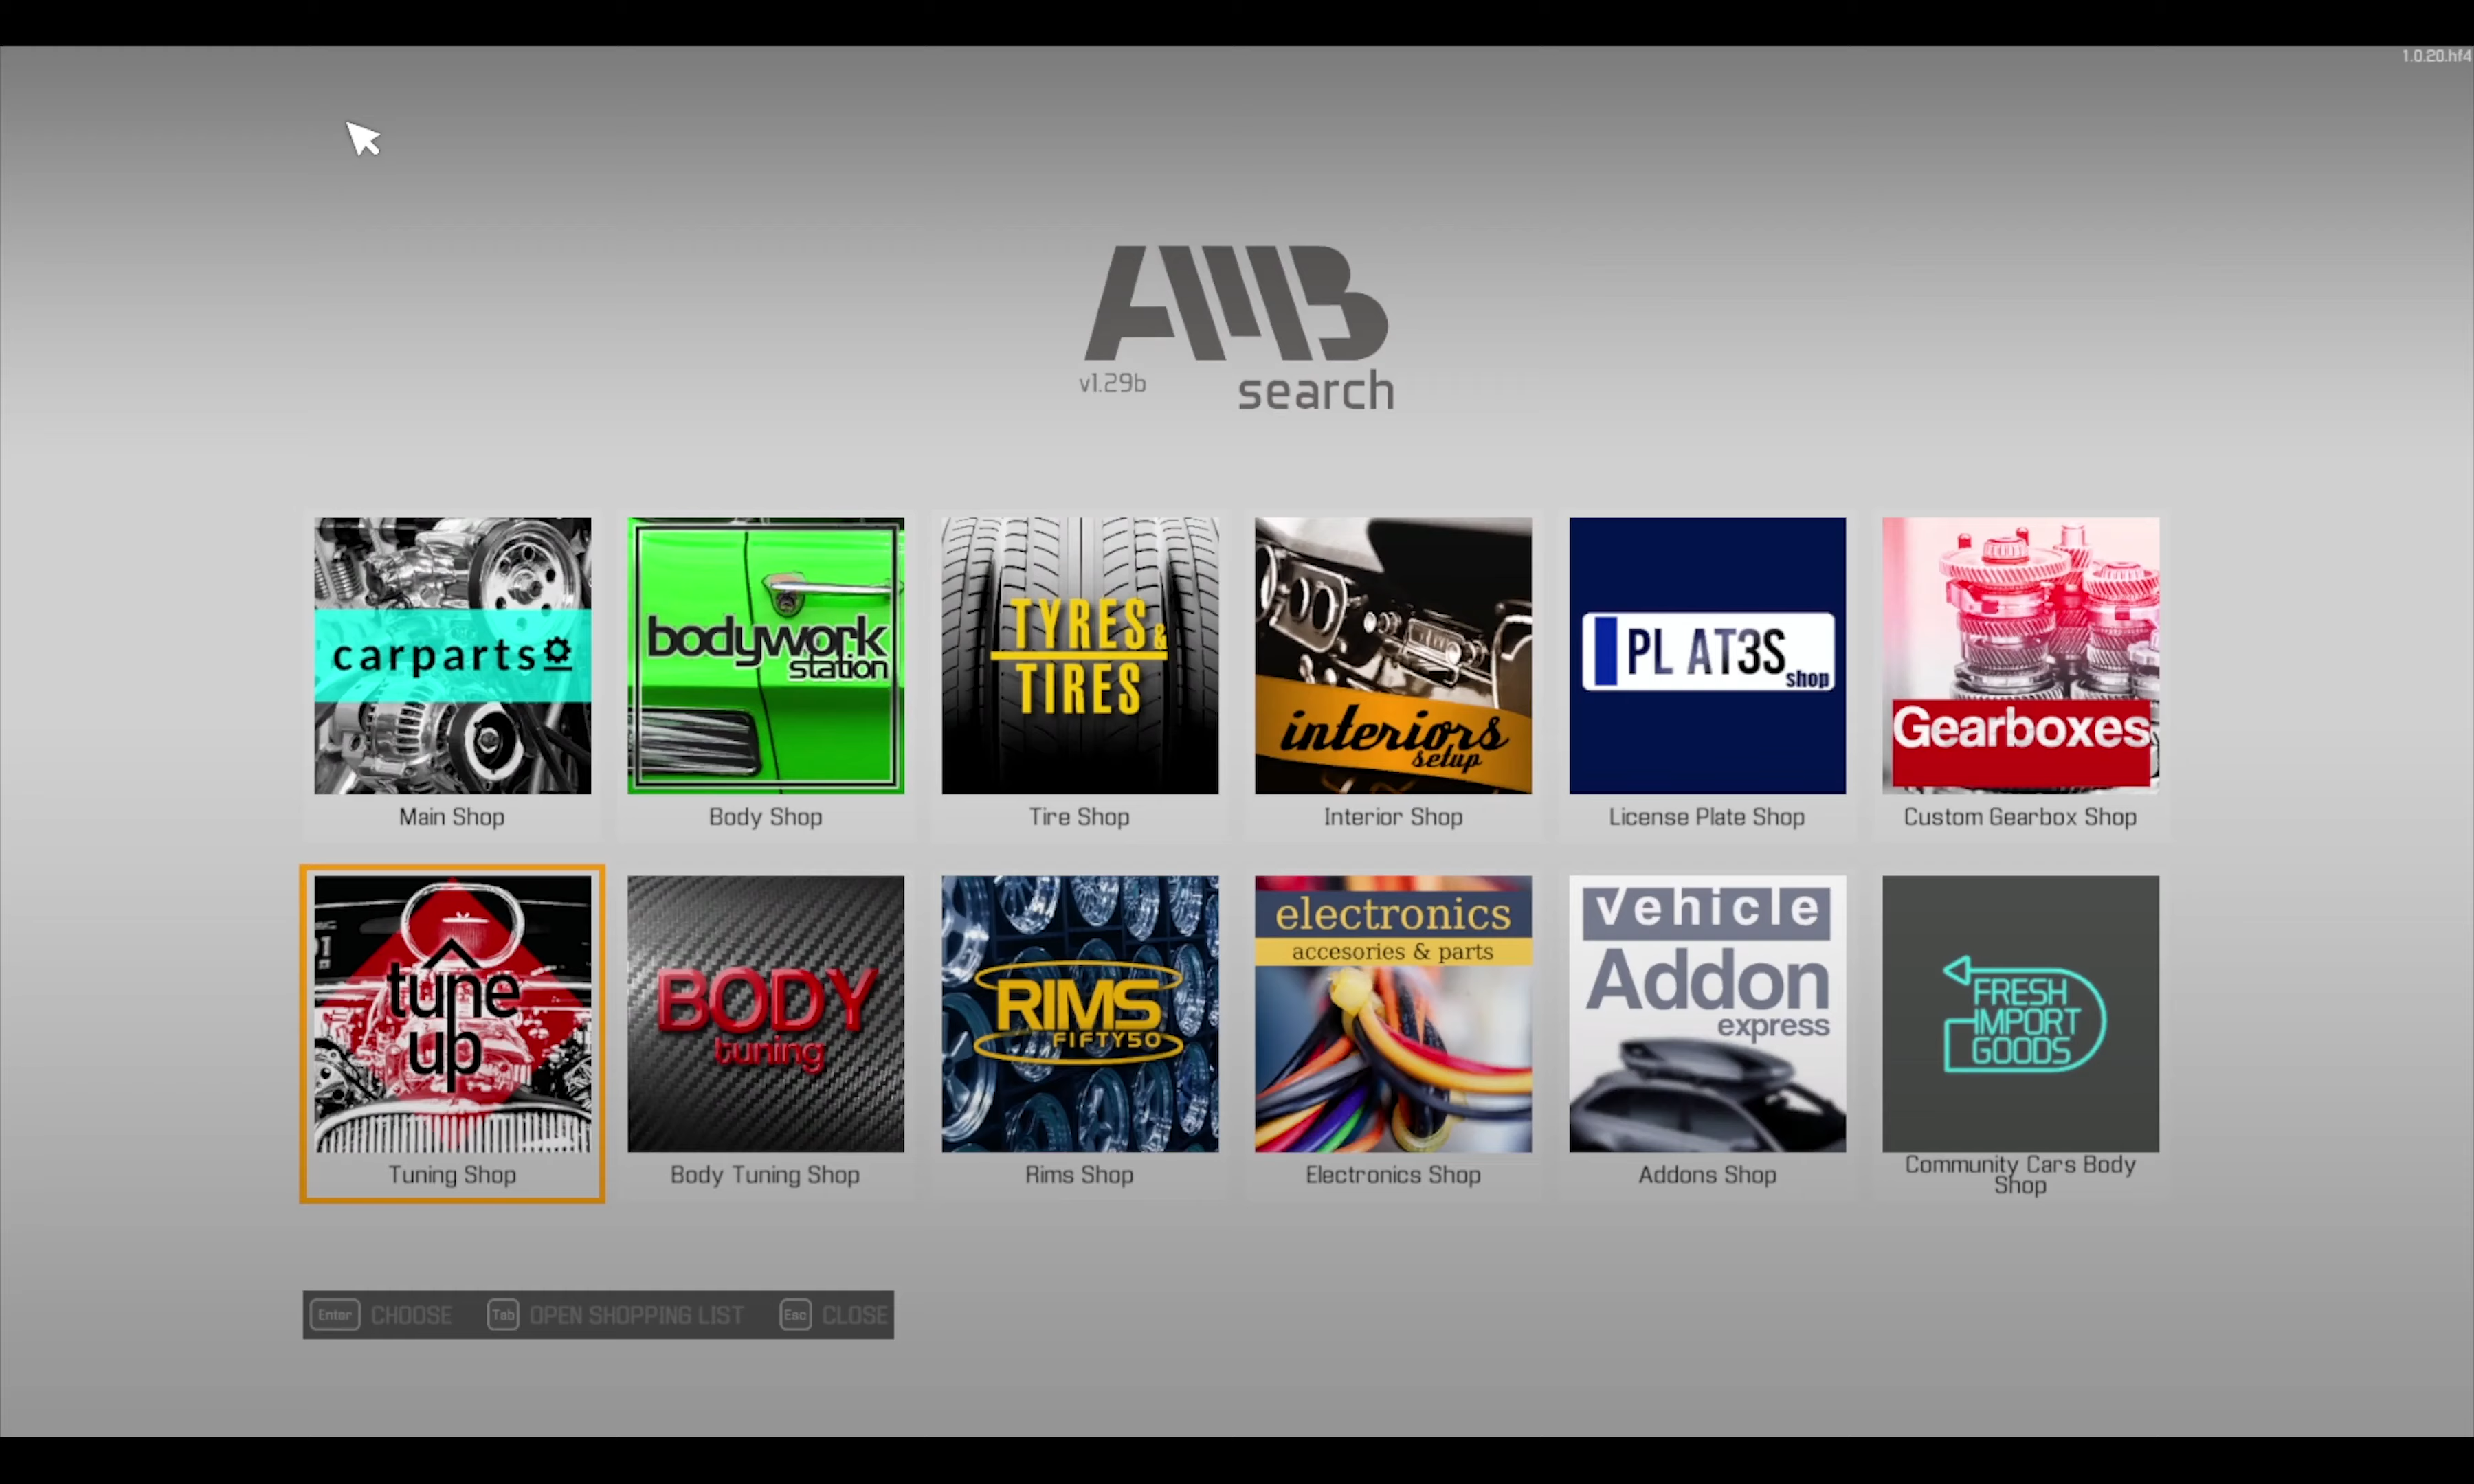 1.0.20.hf4
AMB
v1.29b
search
carparts
Main Shop
bodywork
station
Body Shop
TYRES &
TIRES
Tire Shop
interiors
setup
Interior Shop
PL AT3S
shop
License Plate Shop
Gearboxes
Custom Gearbox Shop
tune
up
Tuning Shop
BODY
tuning
Body Tuning Shop
RIMS
FIFTY50
Rims Shop
electronics
accesories & parts
Electronics Shop
vehicle
Addon
express
Addons Shop
FRESH
IMPORT
GOODS
Community Cars Body
Shop
Enter CHOOSE Tab OPEN SHOPPING LIST Esc CLOSE